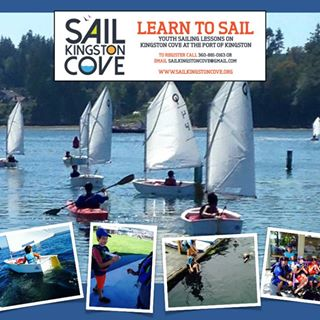 SAIL
KINGSTON
COVE
LEARN TO SAIL
YOUTH SAILING LESSONS ON
KINGSTON COVE AT THE PORT OF KINGSTON
TO REGISTER CALL 360-881-0163 OR
EMAIL SAILKINGSTONCOVE@GMAIL.COM
WWW.SAILKINGSTONCOVE.ORG